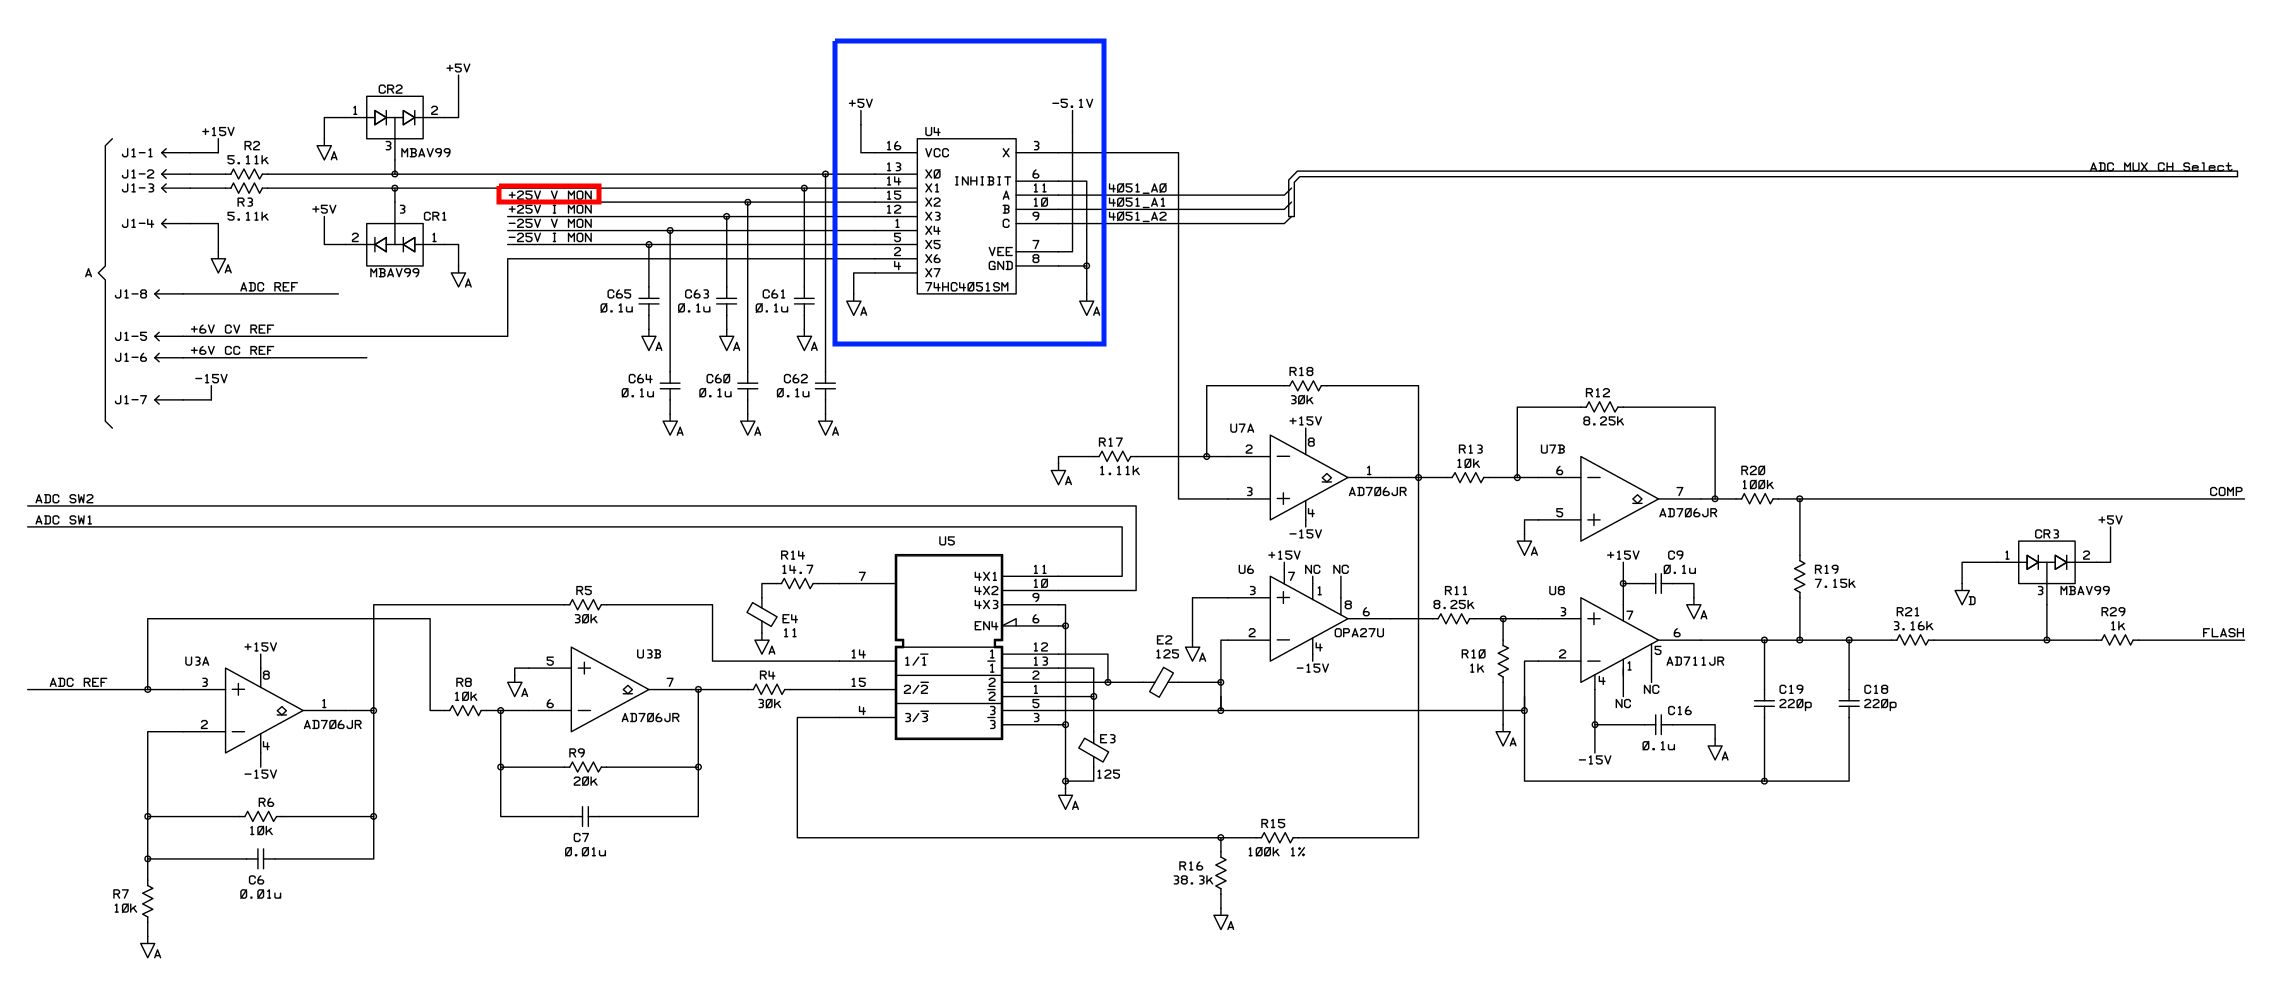 +5V
CR2
1
2
3
MBAV99
+5V
-5.1V
+15V
A
U4
J1-1
R2
5.11k
16
VCC
X
3
J1-2
13
X0
J1-3
14
X1
INHIBIT
6
+25V V MON
15
X2
A
11
4051_A0
ADC MUX CH Select
R3
5.11k
+25V I MON
12
X3
B
10
4051_A1
+5V
3
CR1
J1-4
-25V V MON
1
X4
C
9
4051_A2
2
1
-25V I MON
5
X5
VEE
7
2
X6
GND
8
MBAV99
4
X7
A
A
A
74HC4051SM
J1-8
ADC REF
C65
0.1u
C63
0.1u
C61
0.1u
A
A
J1-5
+6V CV REF
A
A
A
J1-6
+6V CC REF
-15V
J1-7
C64
0.1u
C60
0.1u
C62
0.1u
A
A
A
R18
30k
R12
8.25k
U7A
+15V
8
R17
1.11k
2
A
3
1
AD706JR
4
-15V
R13
10k
U7B
6
5
7
AD706JR
A
R20
100k
COMP
ADC SW2
ADC SW1
U5
R14
14.7
7
4X1
11
4X2
10
4X3
9
EN4
6
E4
11
A
R5
30k
U6
+15V
7
NC
1
NC
8
3
2
6
OPA27U
4
-15V
A
E2
125
R11
8.25k
R10
1k
A
U8
+15V
7
C9
0.1u
A
3
2
6
AD711JR
5
NC
1
NC
4
-15V
C16
0.1u
A
R19
7.15k
CR3
+5V
1
2
3
MBAV99
D
R21
3.16k
R29
1k
FLASH
C19
220p
C18
220p
ADC REF
U3A
+15V
8
3
2
1
AD706JR
4
-15V
R8
10k
U3B
5
6
7
AD706JR
A
R4
30k
14
1/1
1
12
1
13
15
2/2
2
2
2
1
4
3/3
3
5
3
3
E3
125
A
R9
20k
C7
0.01u
R6
10k
C6
0.01u
R7
10k
A
R15
100k 1%
R16
38.3k
A